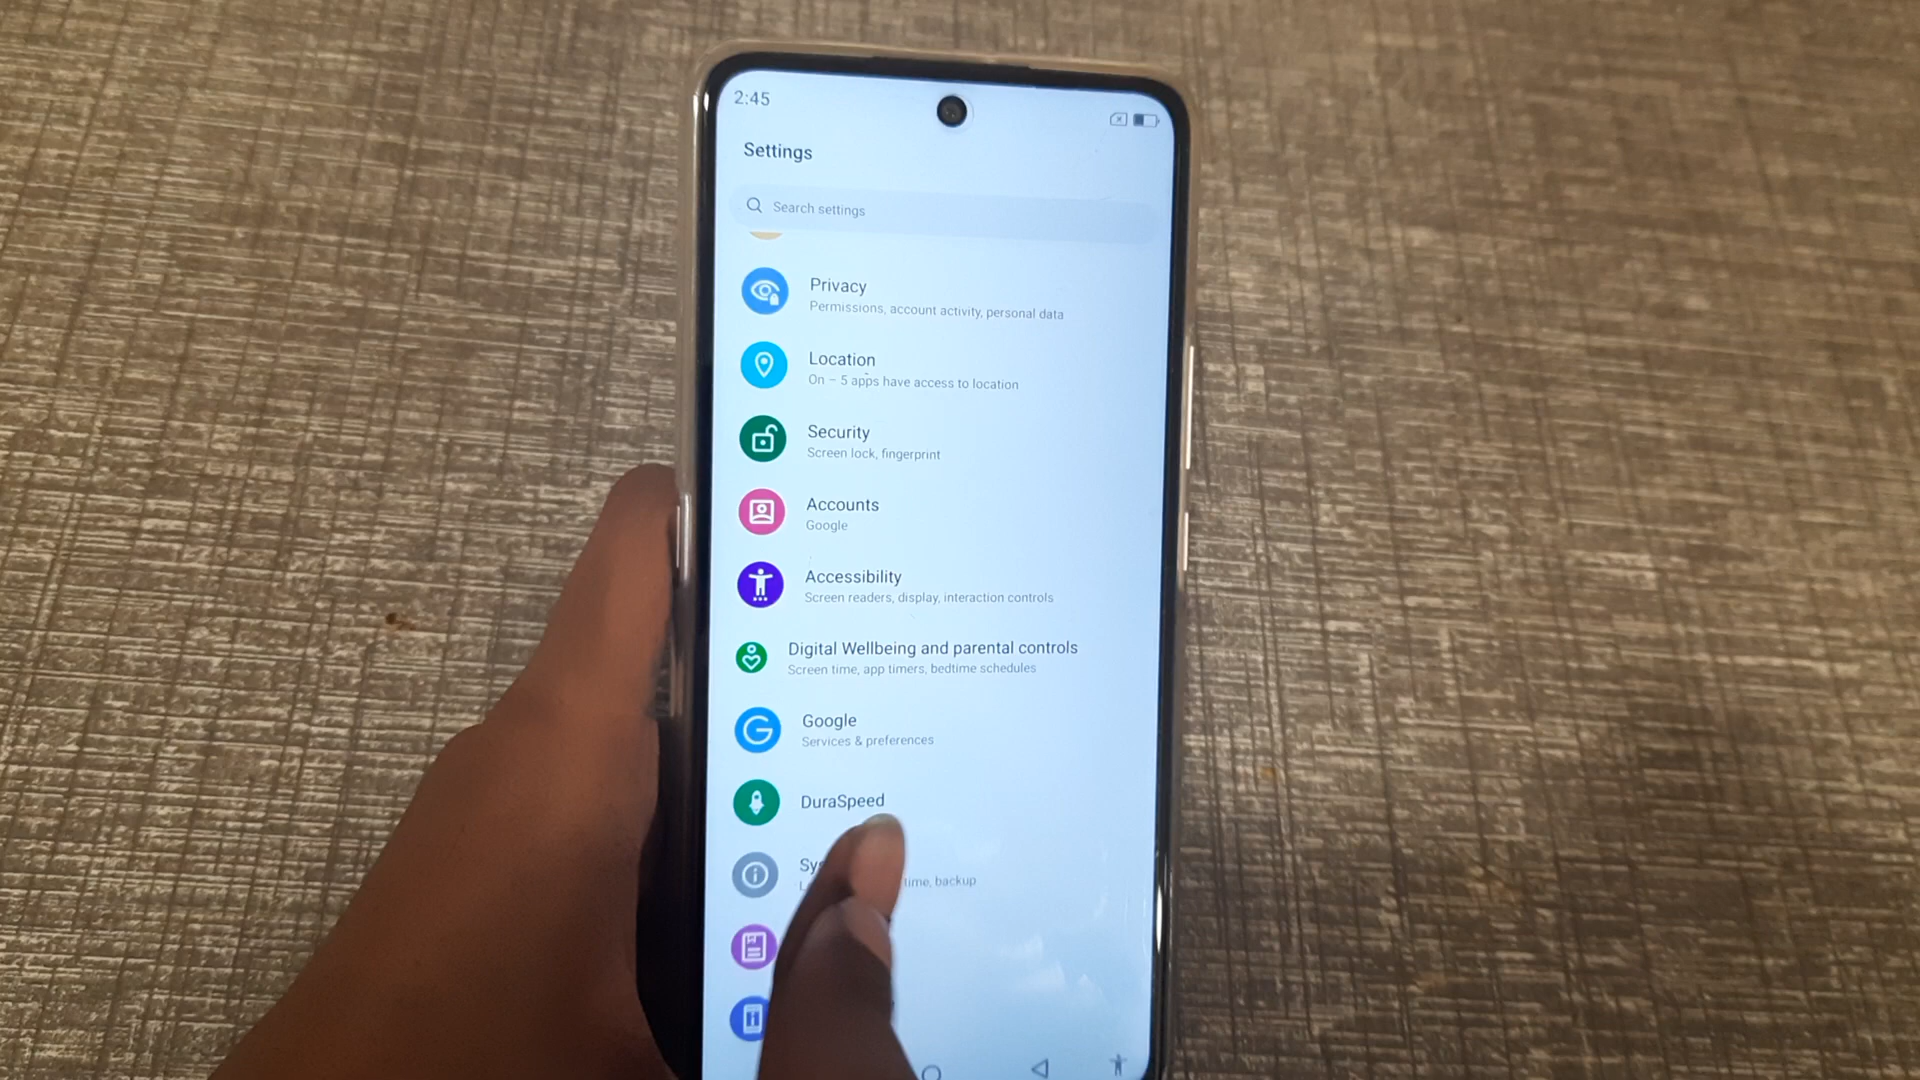 2:45
Settings
Search settings
Privacy
Permissions, account activity, personal data
Location
On – 5 apps have access to location
Security
Screen lock, fingerprint
Accounts
Google
Accessibility
Screen readers, display, interaction controls
Digital Wellbeing and parental controls
Screen time, app timers, bedtime schedules
Google
Services & preferences
DuraSpeed
time, backup